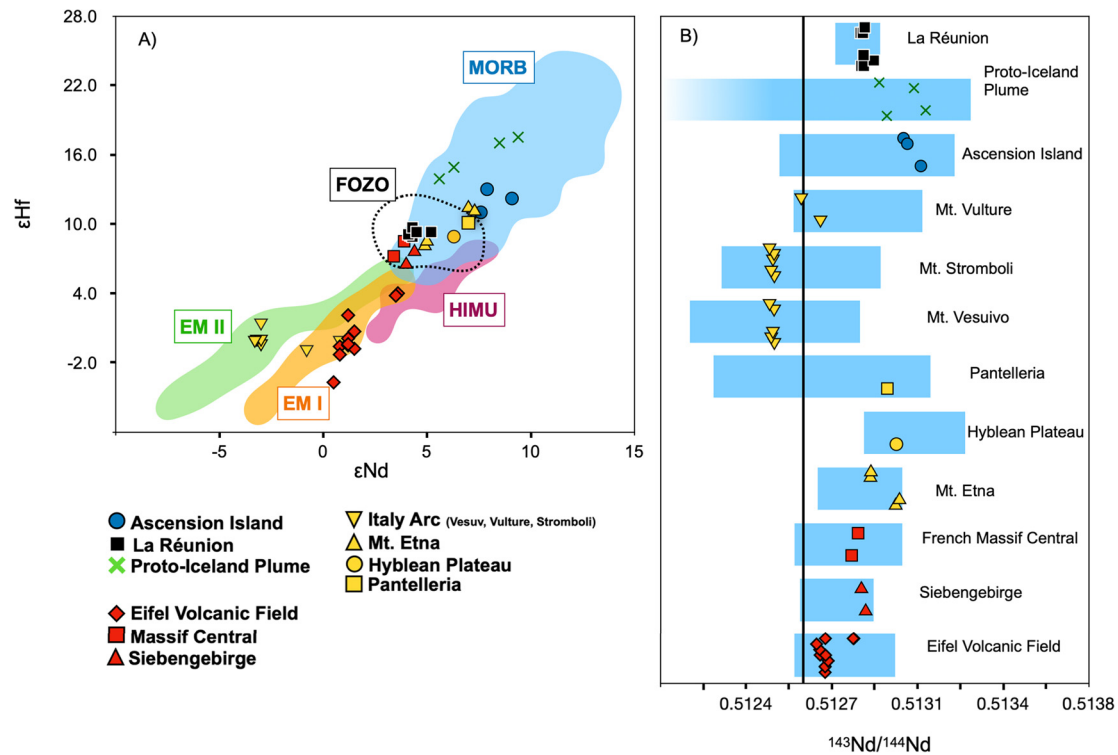 A)
28.0
22.0
16.0
10.0
4.0
-2.0
εHf
MORB
FOZO
HIMU
EM II
EM I
-5
0
5
10
15
εNd
Ascension Island
La Réunion
Proto-Iceland Plume
Eifel Volcanic Field
Massif Central
Siebengebirge
Italy Arc (Vesuv, Vulture, Stromboli)
Mt. Etna
Hyblean Plateau
Pantelleria
B)
La Réunion
Proto-Iceland
Plume
Ascension Island
Mt. Vulture
Mt. Stromboli
Mt. Vesuivo
Pantelleria
Hyblean Plateau
Mt. Etna
French Massif Central
Siebengebirge
Eifel Volcanic Field
0.5124
0.5127
0.5131
0.5134
0.5138
¹⁴³Nd/¹⁴⁴Nd